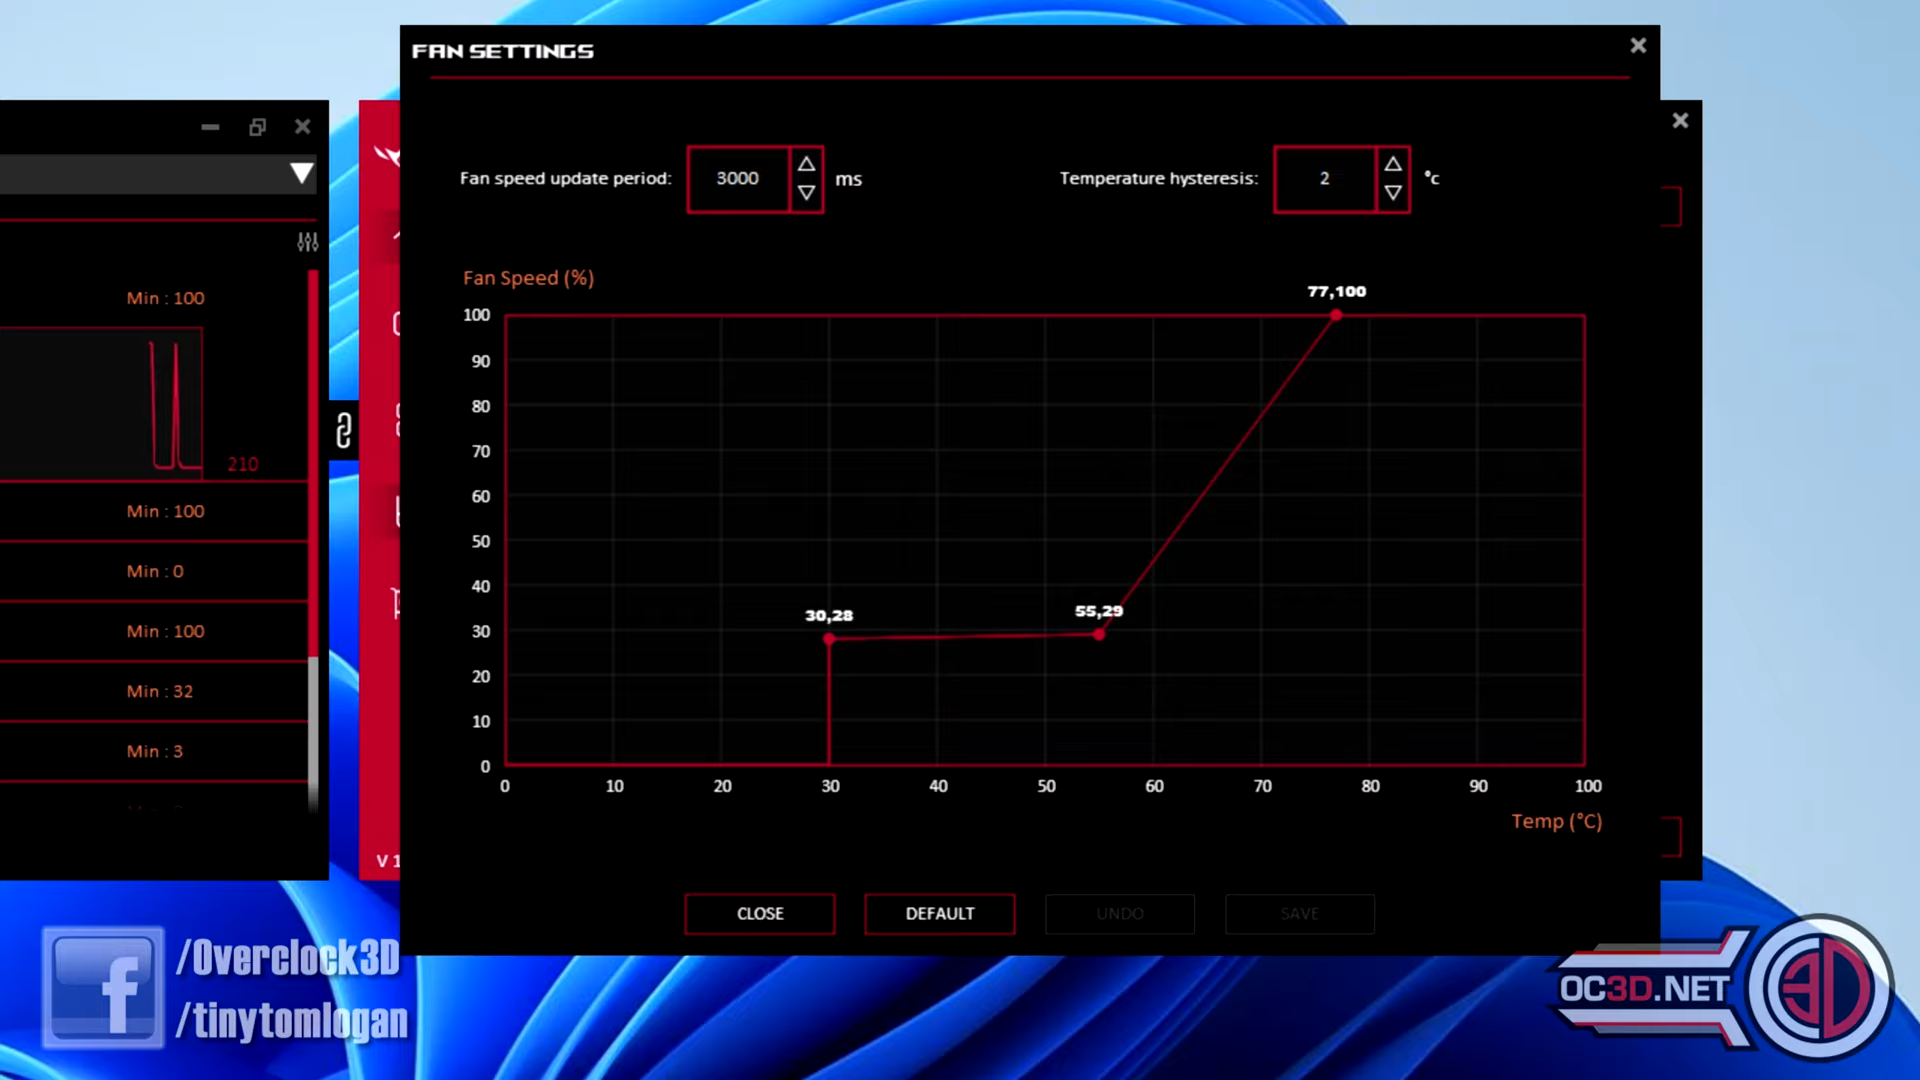 FAN SETTINGS
Fan speed update period: 3000 ms
Temperature hysteresis: 2 °c
Fan Speed (%)
100
90
80
70
60
50
40
30
20
10
0
77,100
30,28
55,29
0 10 20 30 40 50 60 70 80 90 100
Temp (°C)
CLOSE DEFAULT UNDO SAVE
Min : 100
210
Min : 100
Min : 0
Min : 100
Min : 32
Min : 3
V 1
f
/Overclock3D
/tinytomlogan
OC3D.NET
3D